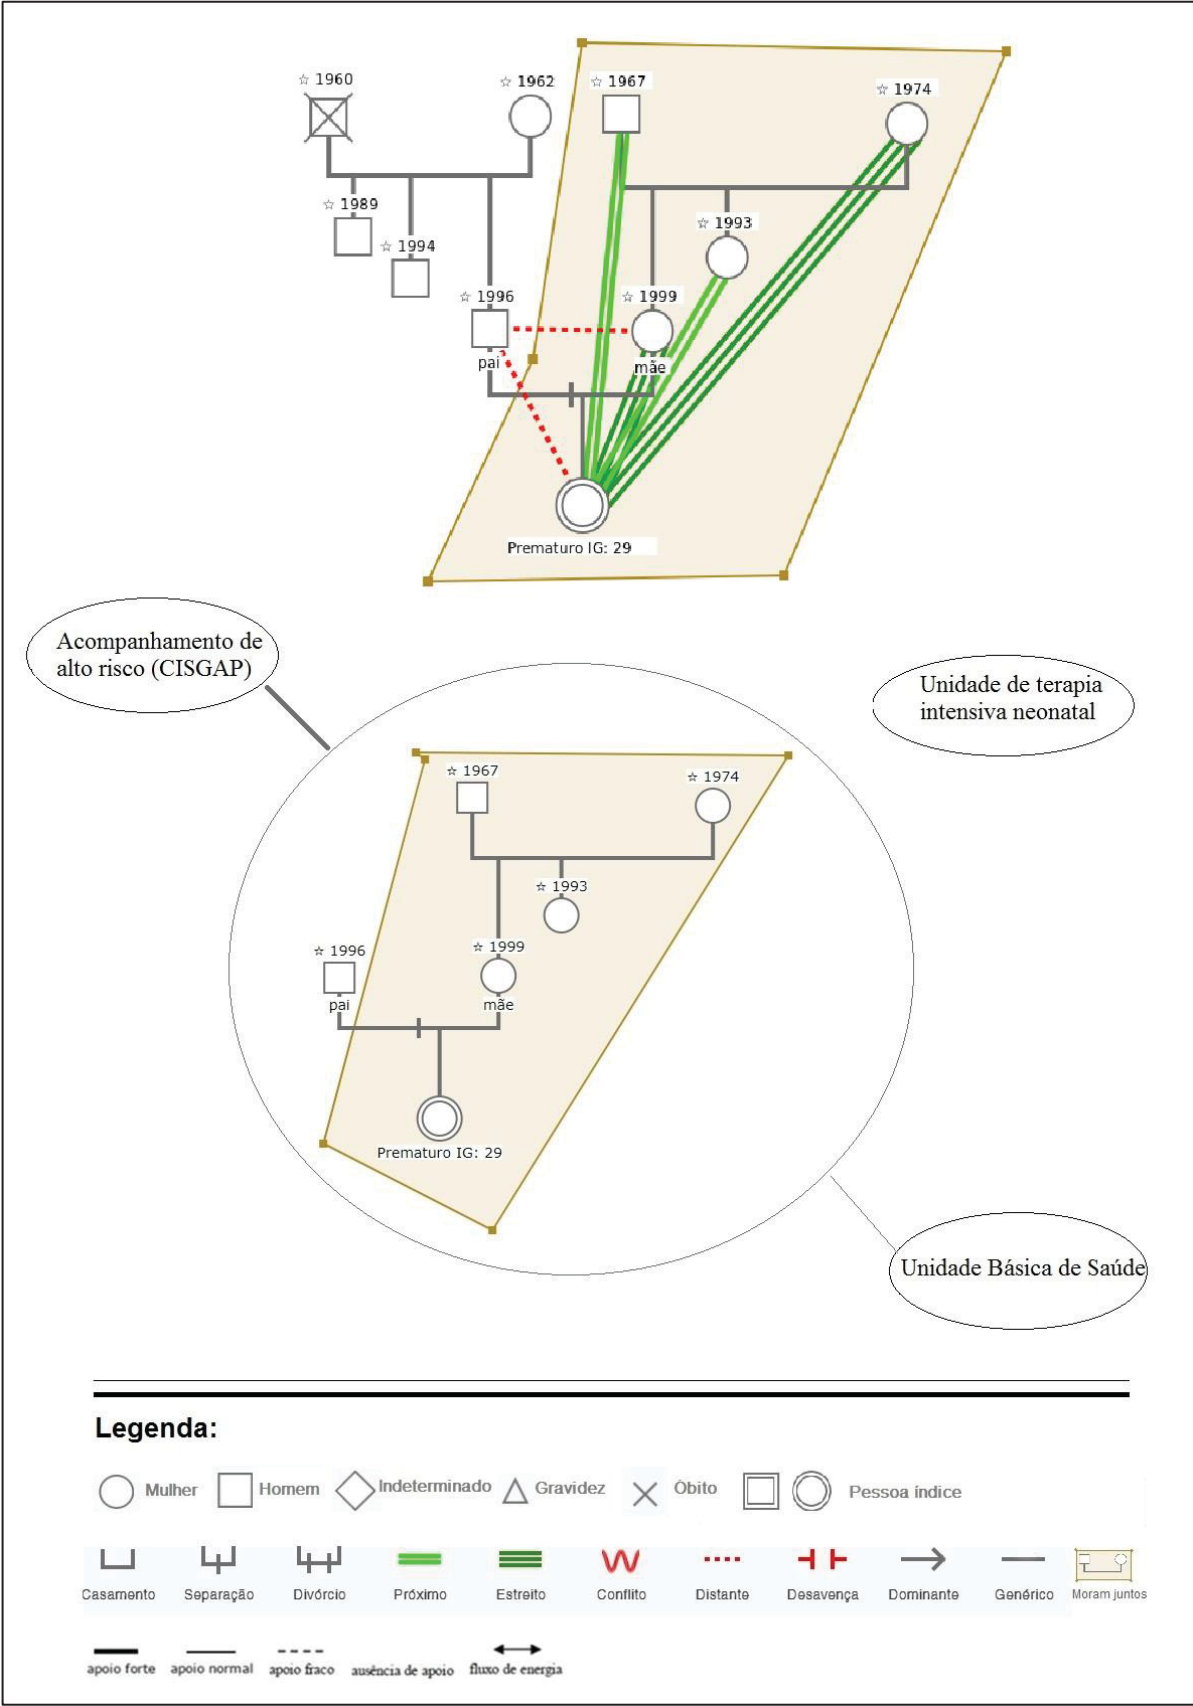 ☆ 1960
☆ 1962
☆ 1967
☆ 1974
☆ 1989
☆ 1994
☆ 1993
☆ 1996
☆ 1999
pai
mãe
Prematuro IG: 29
Acompanhamento de
alto risco (CISGAP)
Unidade de terapia
intensiva neonatal
☆ 1967
☆ 1974
☆ 1993
☆ 1996
☆ 1999
pai
mãe
Prematuro IG: 29
Unidade Básica de Saúde
Legenda:
Mulher Homem Indeterminado Gravidez Óbito Pessoa índice
Casamento Separação Divórcio Próximo Estreito Conflito Distante Desavença Dominante Genérico Moram juntos
apoio forte apoio normal apoio fraco ausência de apoio fluxo de energia